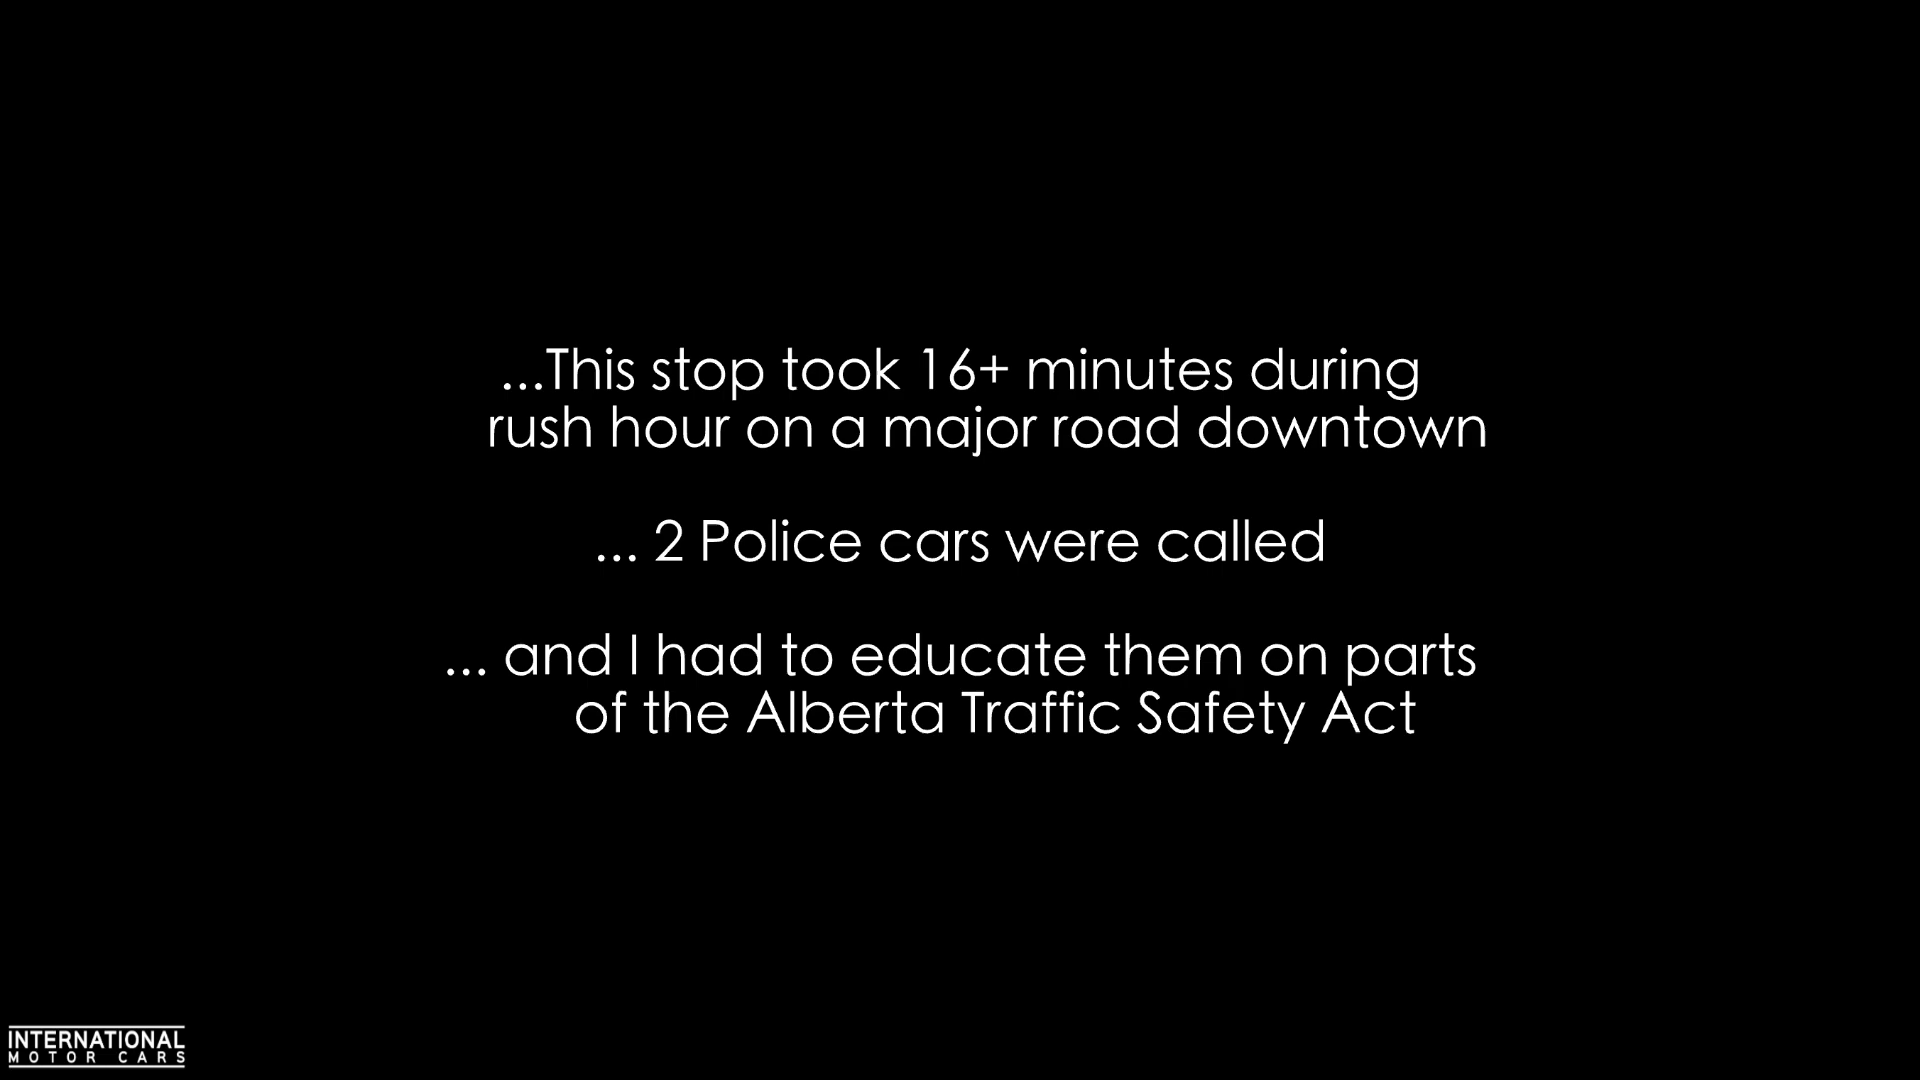 ...This stop took 16+ minutes during
rush hour on a major road downtown
... 2 Police cars were called
... and I had to educate them on parts
of the Alberta Traffic Safety Act
INTERNATIONAL
MOTOR CARS